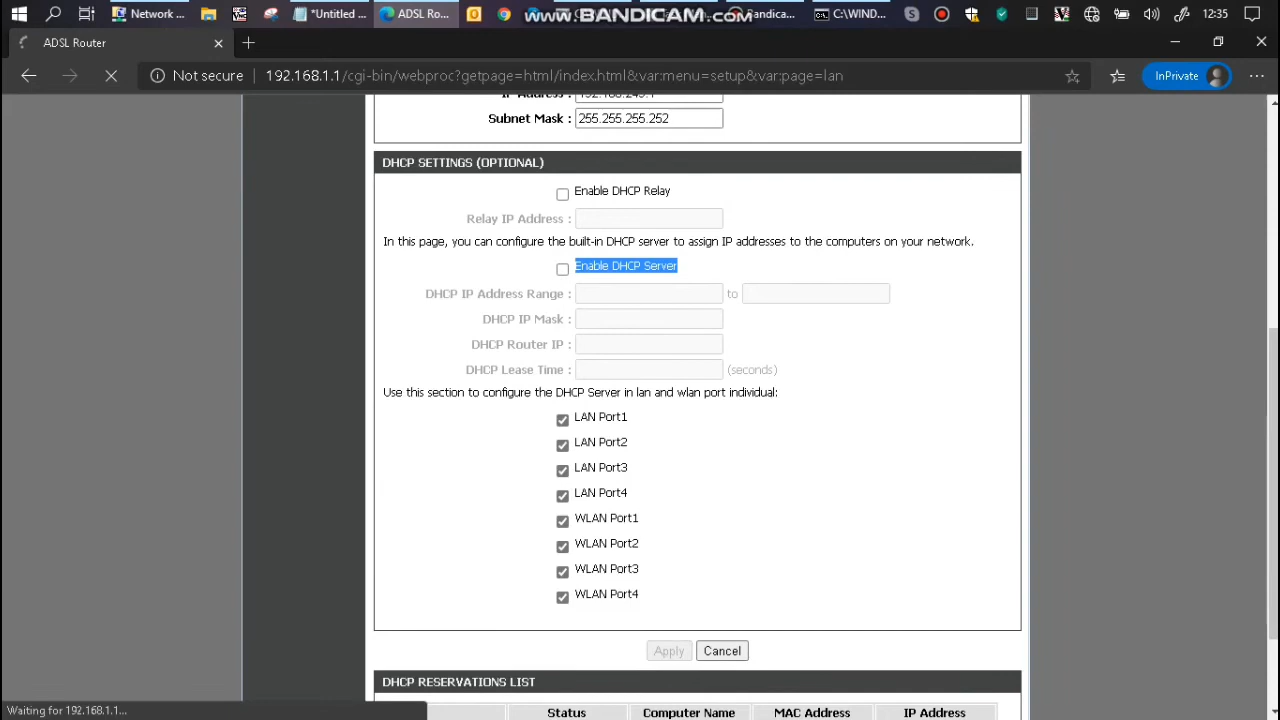 Network ...
*Untitled ...
ADSL Ro...
www.BANDICAM.com
Bandica...
C:\WIND...
12:35
ADSL Router
Not secure
192.168.1.1/cgi-bin/webproc?getpage=html/index.html&var:menu=setup&var:page=lan
InPrivate
IP Address :
Subnet Mask : 255.255.255.252
DHCP SETTINGS (OPTIONAL)
Enable DHCP Relay
Relay IP Address :
In this page, you can configure the built-in DHCP server to assign IP addresses to the computers on your network.
Enable DHCP Server
DHCP IP Address Range : to
DHCP IP Mask :
DHCP Router IP :
DHCP Lease Time : (seconds)
Use this section to configure the DHCP Server in lan and wlan port individual:
LAN Port1
LAN Port2
LAN Port3
LAN Port4
WLAN Port1
WLAN Port2
WLAN Port3
WLAN Port4
Apply Cancel
DHCP RESERVATIONS LIST
Status Computer Name MAC Address IP Address
Waiting for 192.168.1.1...